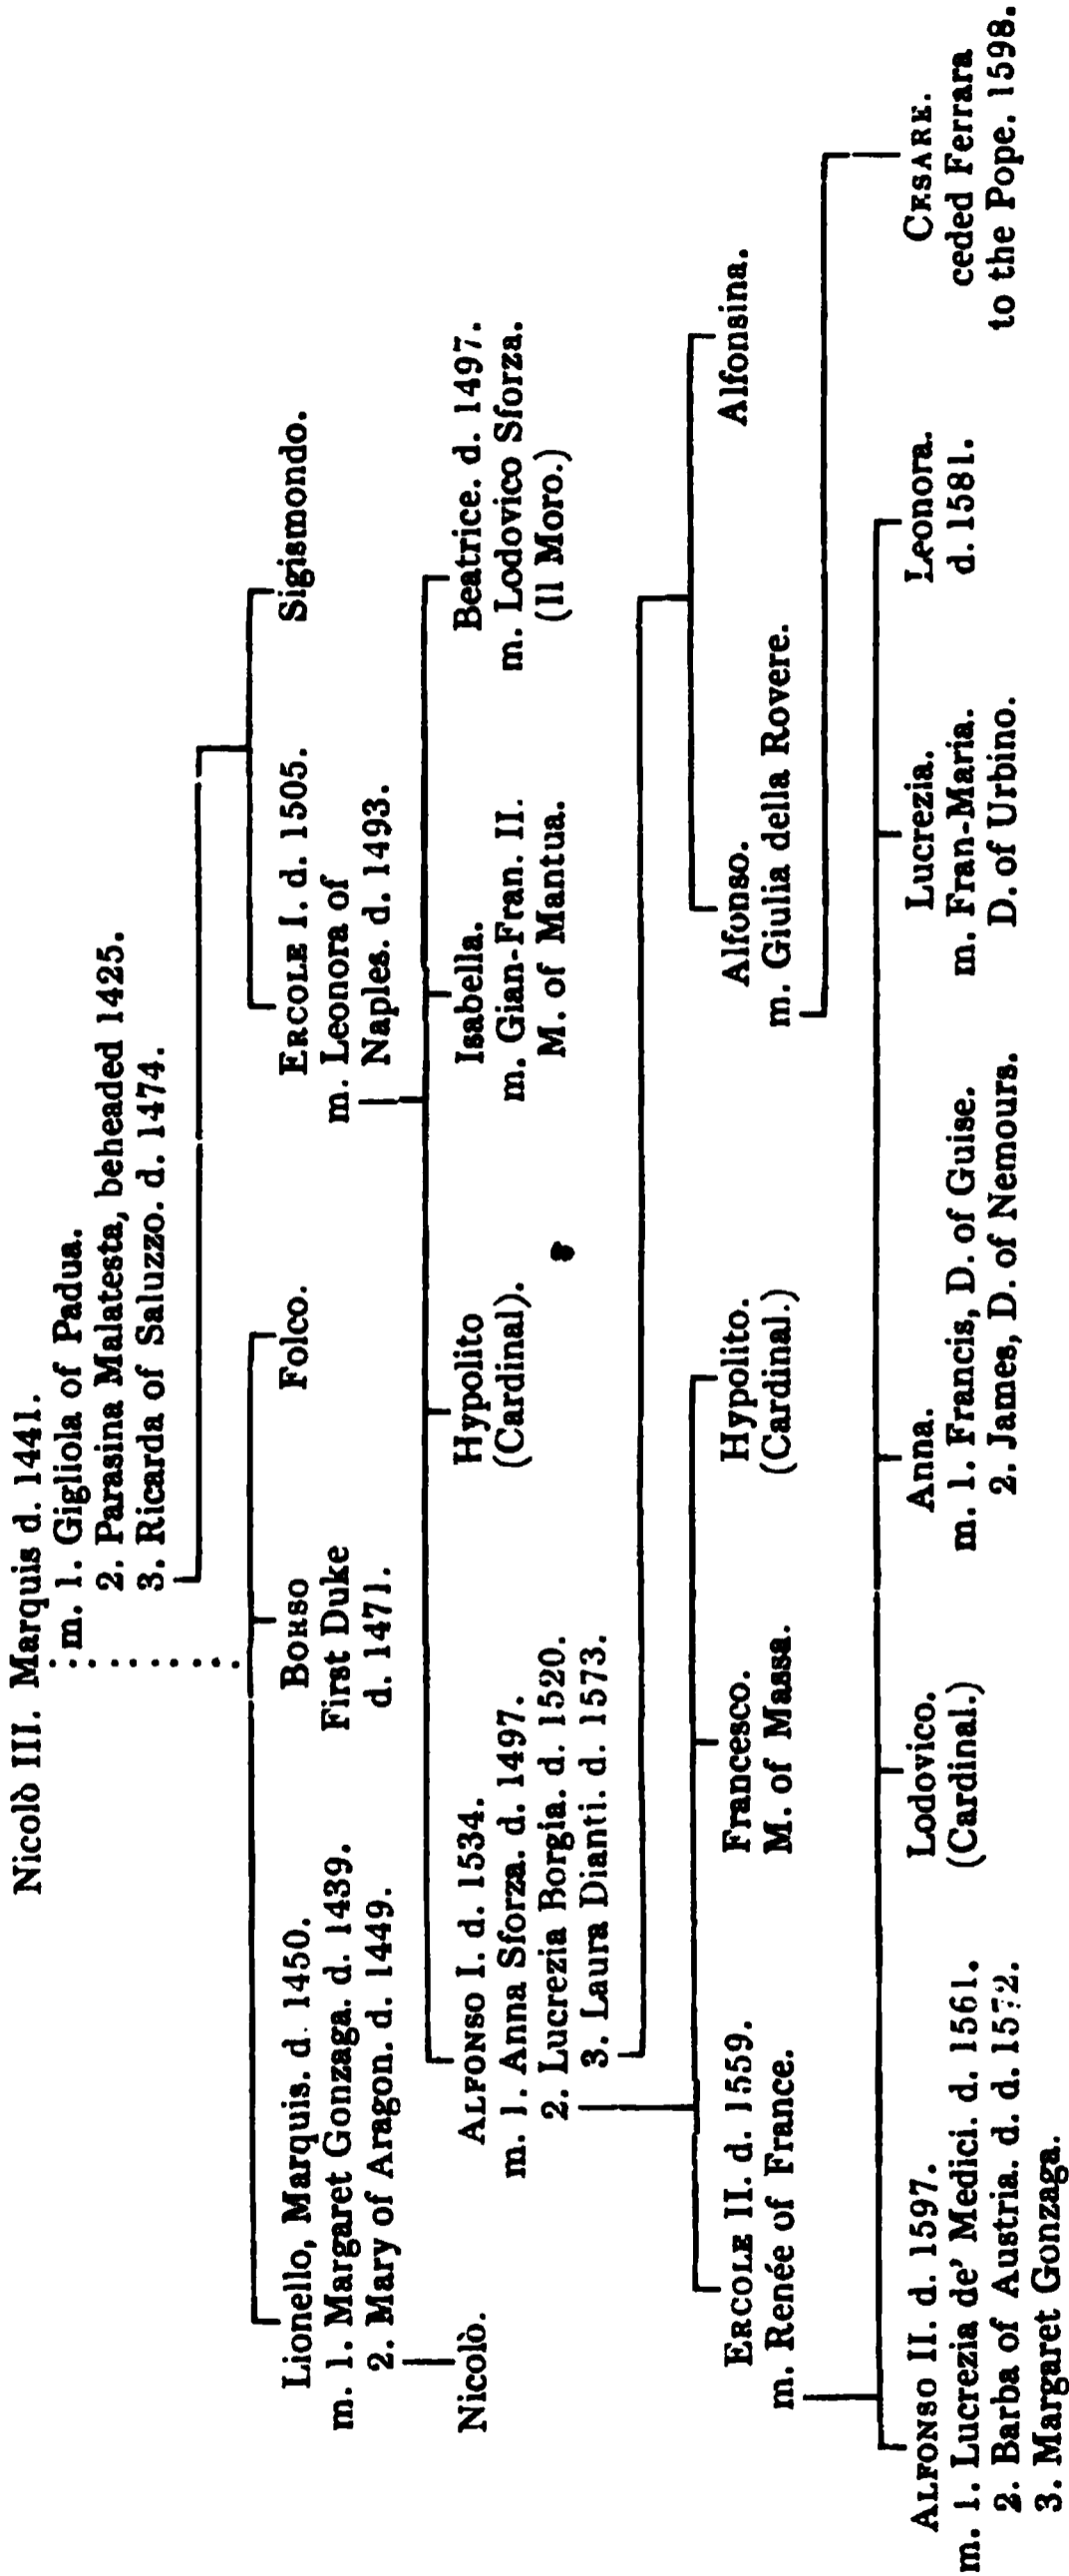 Nicolò III. Marquis d. 1441.
m. 1. Gigliola of Padua.
2. Parasina Malatesta, beheaded 1425.
3. Ricarda of Saluzzo. d. 1474.
Lionello, Marquis. d. 1450.
m. 1. Margaret Gonzaga. d. 1439.
2. Mary of Aragon. d. 1449.
BORSO
First Duke
d. 1471.
Folco.
ERCOLE I. d. 1505.
m. Leonora of
Naples. d. 1493.
Sigismondo.
Nicolò.
ALFONSO I. d. 1534.
m. 1. Anna Sforza. d. 1497.
2. Lucrezia Borgia. d. 1520.
3. Laura Dianti. d. 1573.
Hypolito
(Cardinal).
Isabella.
m. Gian-Fran. II.
M. of Mantua.
Beatrice. d. 1497.
m. Lodovico Sforza.
(Il Moro.)
ERCOLE II. d. 1559.
m. Renée of France.
Francesco.
M. of Massa.
Hypolito.
(Cardinal.)
Alfonso.
m. Giulia della Rovere.
Alfonsina.
ALFONSO II. d. 1597.
m. 1. Lucrezia de' Medici. d. 1561.
2. Barba of Austria. d. d. 1572.
3. Margaret Gonzaga.
Lodovico.
(Cardinal.)
Anna.
m. 1. Francis, D. of Guise.
2. James, D. of Nemours.
Lucrezia.
m. Fran-Maria.
D. of Urbino.
Leonora.
d. 1581.
CESARE.
ceded Ferrara
to the Pope. 1598.